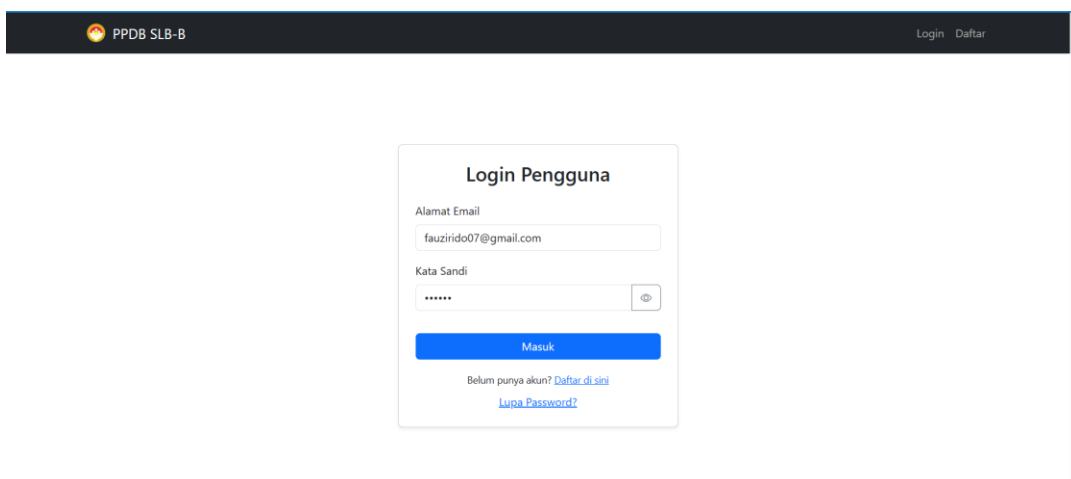 PPDB SLB-B
Login Daftar
Login Pengguna
Alamat Email
fauzirido07@gmail.com
Kata Sandi
••••••
Masuk
Belum punya akun? Daftar di sini
Lupa Password?